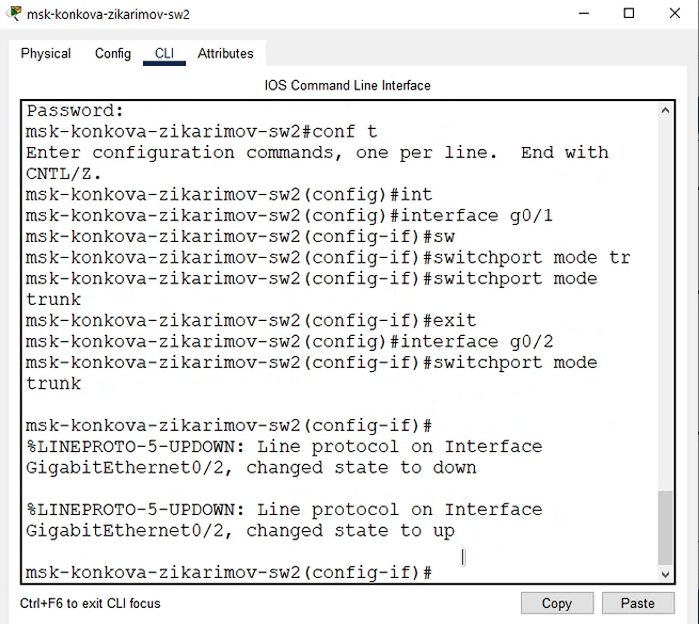 msk-konkova-zikarimov-sw2
Physical Config CLI Attributes
IOS Command Line Interface
Password:
msk-konkova-zikarimov-sw2#conf t
Enter configuration commands, one per line.  End with
CNTL/Z.
msk-konkova-zikarimov-sw2(config)#int
msk-konkova-zikarimov-sw2(config)#interface g0/1
msk-konkova-zikarimov-sw2(config-if)#sw
msk-konkova-zikarimov-sw2(config-if)#switchport mode tr
msk-konkova-zikarimov-sw2(config-if)#switchport mode
trunk
msk-konkova-zikarimov-sw2(config-if)#exit
msk-konkova-zikarimov-sw2(config)#interface g0/2
msk-konkova-zikarimov-sw2(config-if)#switchport mode
trunk
msk-konkova-zikarimov-sw2(config-if)#
%LINEPROTO-5-UPDOWN: Line protocol on Interface
GigabitEthernet0/2, changed state to down
%LINEPROTO-5-UPDOWN: Line protocol on Interface
GigabitEthernet0/2, changed state to up
msk-konkova-zikarimov-sw2(config-if)#
Ctrl+F6 to exit CLI focus
Copy Paste